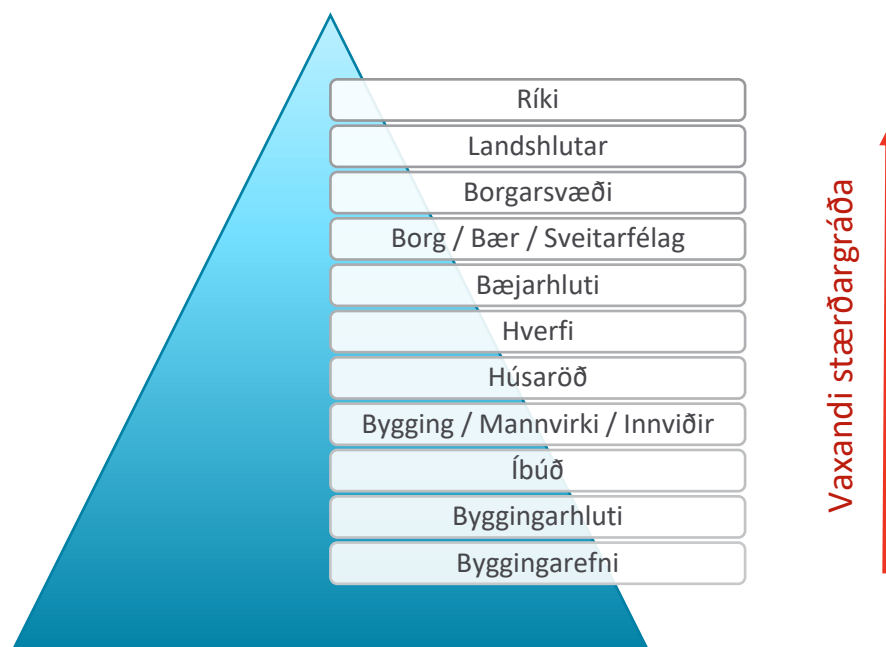 Ríki
Landshlutar
Borgarsvæði
Borg / Bær / Sveitarfélag
Bæjarhluti
Hverfi
Húsaröð
Bygging / Mannvirki / Innviðir
Íbúð
Byggingarhluti
Byggingarefni
Vaxandi stærðargráða